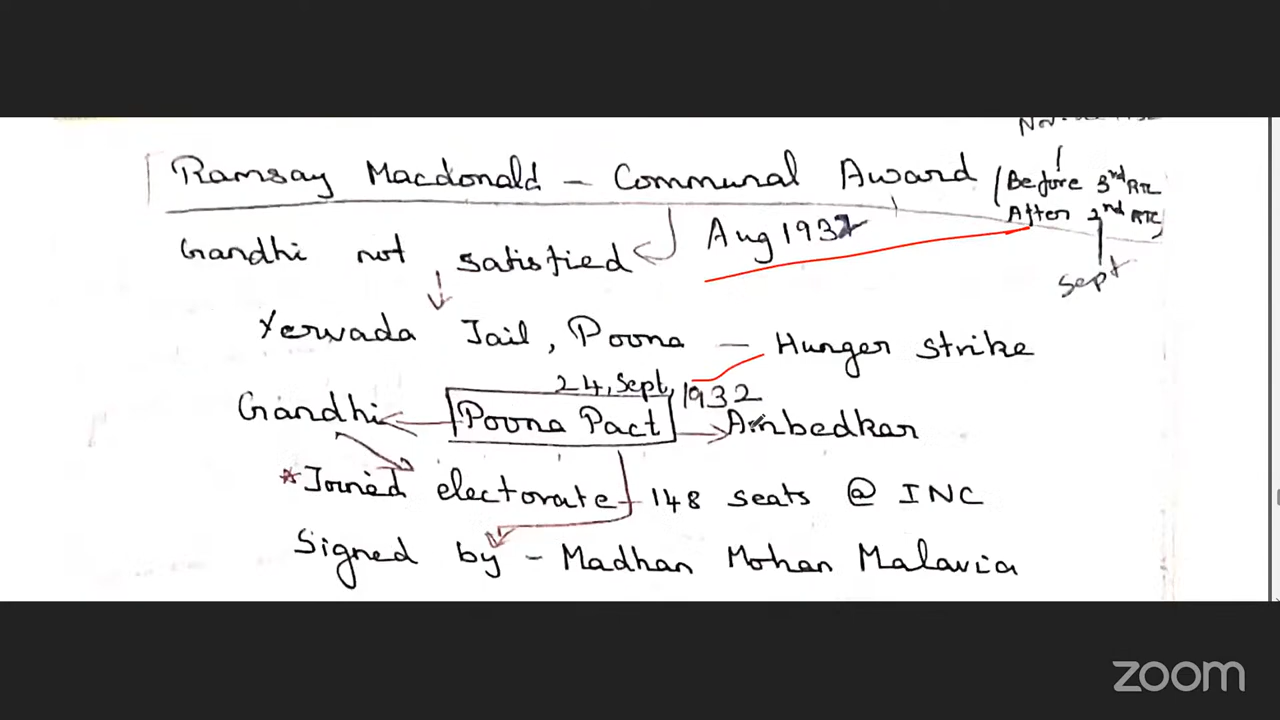 Ramsay Macdonald – Communal Award (Before 3rd RTC
After 2nd RTC)
Aug 1932
Sept
Gandhi not satisfied
Yerwada Jail, Poona – Hunger strike
24, Sept, 1932
Gandhi Poona Pact Ambedkar
*Joined electorate – 148 seats @ INC
Signed by – Madhan Mohan Malavia
zoom